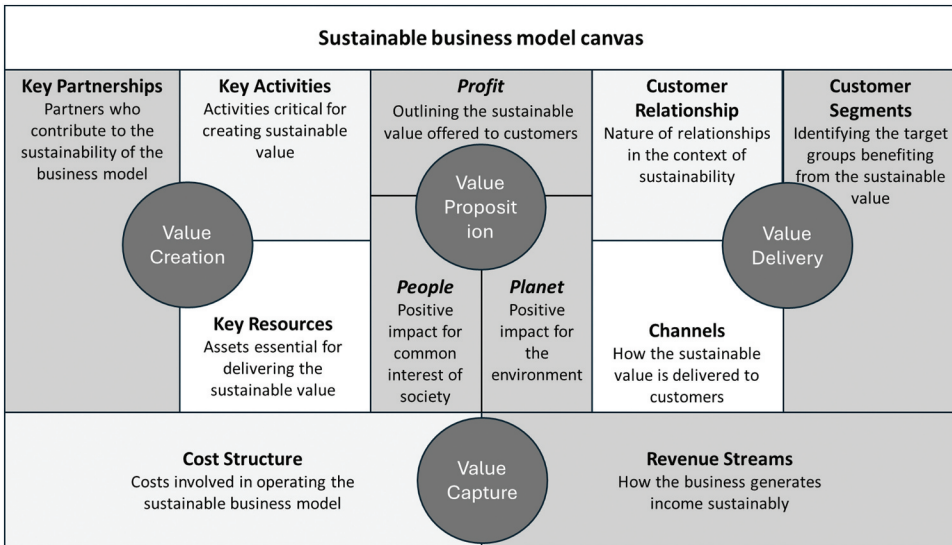 Sustainable business model canvas
Key Partnerships
Partners who
contribute to the
sustainability of the
business model
Key Activities
Activities critical for
creating sustainable
value
Value
Creation
Key Resources
Assets essential for
delivering the
sustainable value
Profit
Outlining the sustainable
value offered to customers
Value
Proposit
ion
People
Positive
impact for
common
interest of
society
Planet
Positive
impact for
the
environment
Customer
Relationship
Nature of relationships
in the context of
sustainability
Customer
Segments
Identifying the target
groups benefiting
from the sustainable
value
Value
Delivery
Channels
How the sustainable
value is delivered to
customers
Cost Structure
Costs involved in operating the
sustainable business model
Value
Capture
Revenue Streams
How the business generates
income sustainably